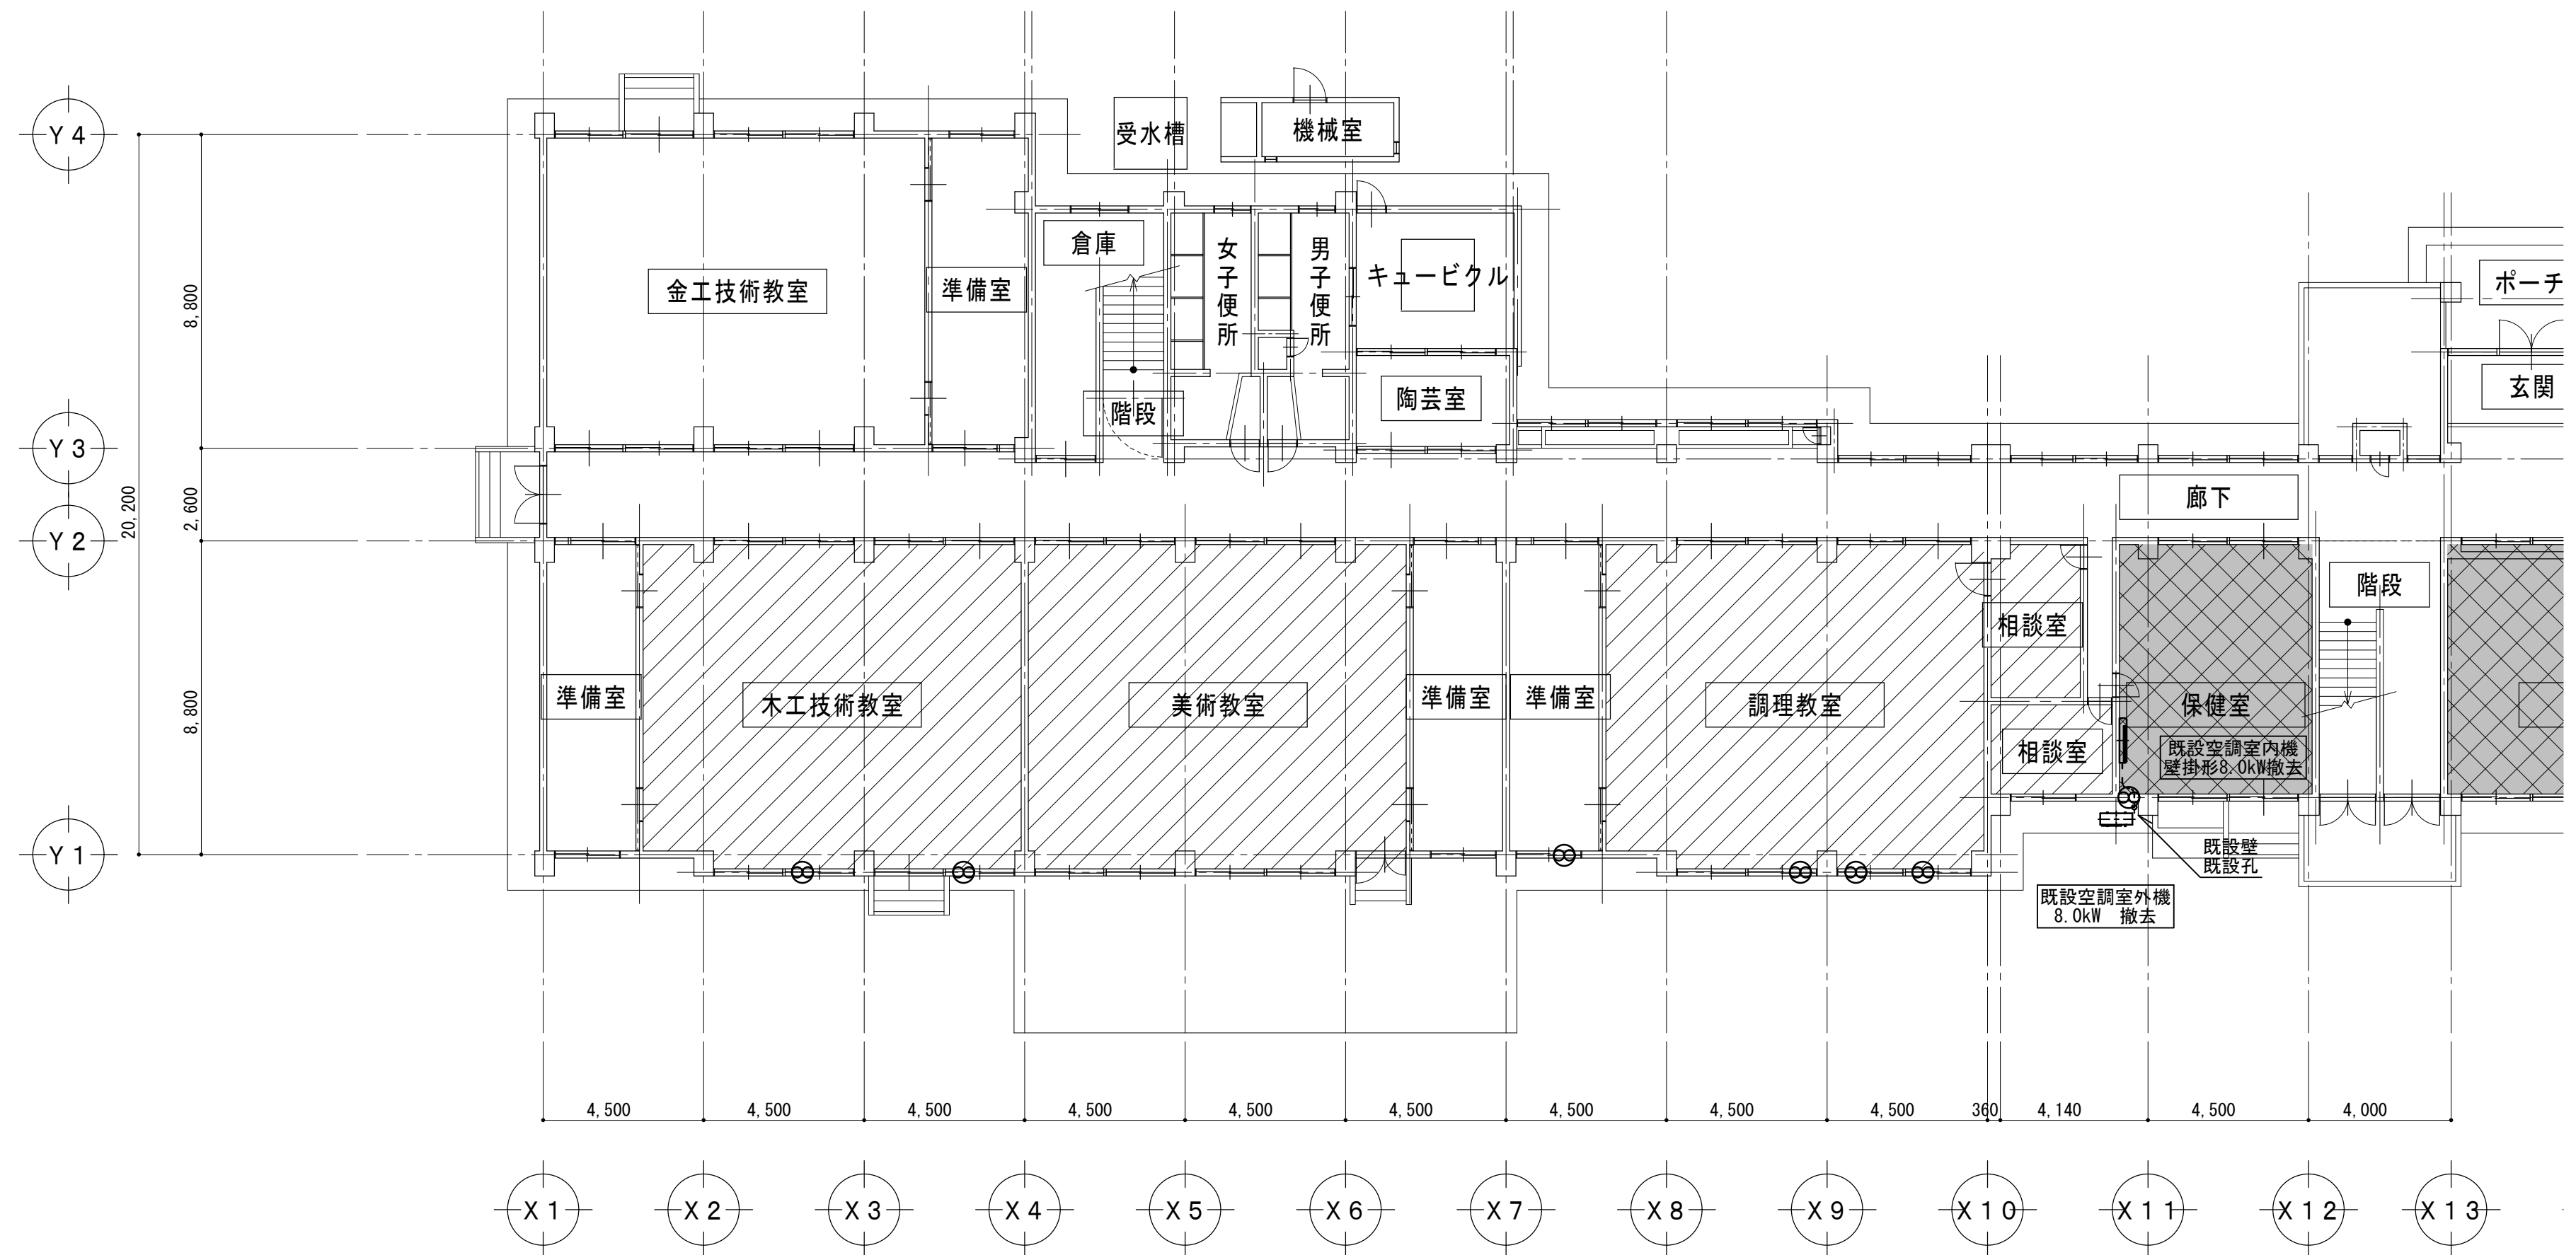 Y4
受水槽
機械室
女子便所
男子便所
倉庫
キュービクル
ポーチ
金工技術教室
準備室
8,800
玄関
陶芸室
階段
Y3
廊下
20,200
2,600
Y2
階段
相談室
準備室
木工技術教室
美術教室
準備室
準備室
調理教室
保健室
8,800
相談室
既設空調室内機
壁掛形8.0kW撤去
Y1
既設壁
既設孔
既設空調室外機
8.0kW 撤去
4,500
4,500
4,500
4,500
4,500
4,500
4,500
4,500
4,500
360
4,140
4,500
4,000
X1
X2
X3
X4
X5
X6
X7
X8
X9
X10
X11
X12
X13